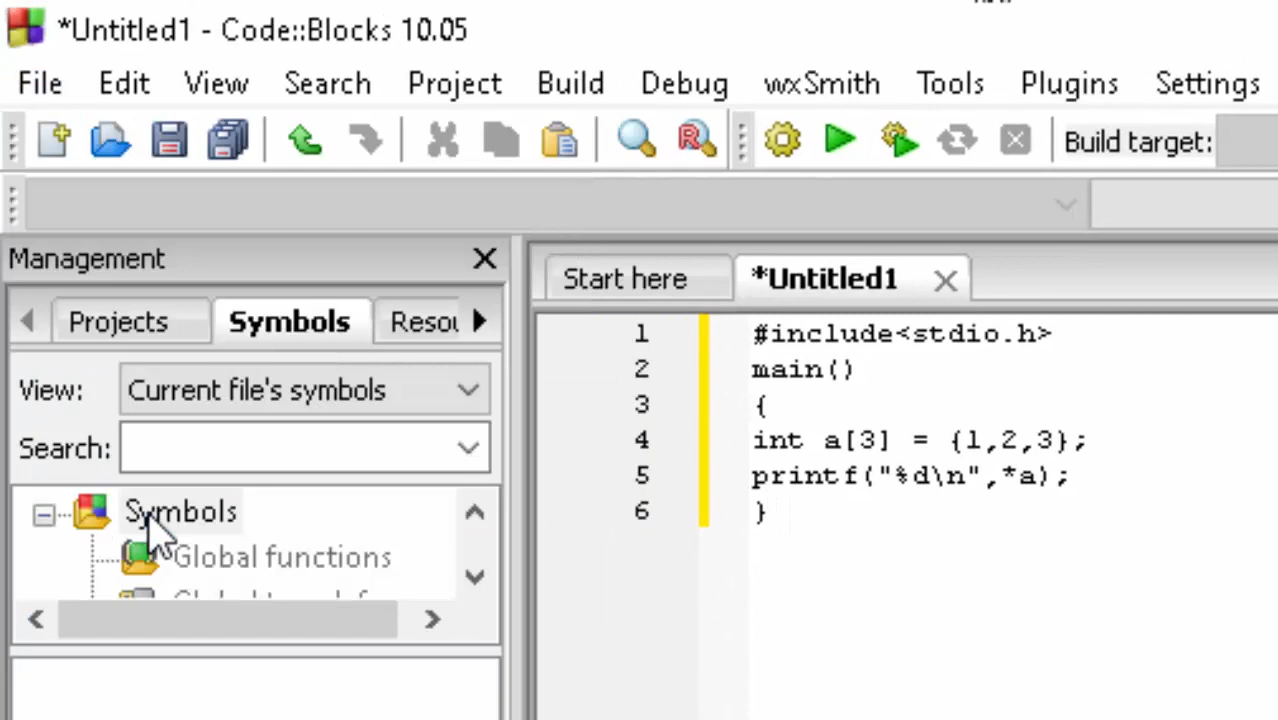 *Untitled1 - Code::Blocks 10.05
File Edit View Search Project Build Debug wxSmith Tools Plugins Settings
Build target:
Management
Projects Symbols
Start here *Untitled1
View: Current file's symbols
Search:
Symbols
Global functions
1 #include<stdio.h>
2 main()
3 {
4 int a[3] = {1,2,3};
5 printf("%d\n",*a);
6 }